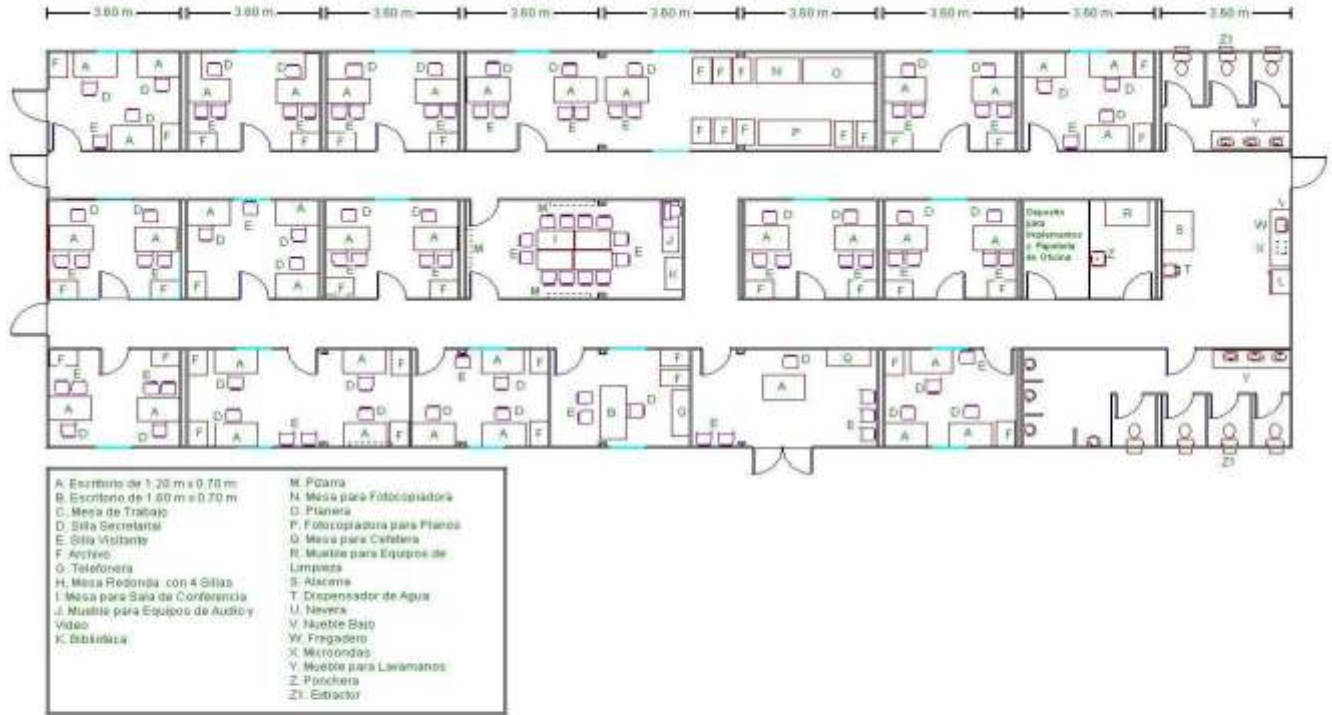 3.60 m 3.60 m 3.60 m 3.60 m 3.60 m 3.60 m 3.60 m 3.60 m 3.60 m
Z1
F A A D D D A F E
D D A A E F
D D A A E F
D D D A A A E E E
F F F N O
F F F P F F
D D A A E F
A A F D D D E A F
Y
D D A A E F
A E A D D D F A
D D A A E F
M M I E E E E J K M
D D A A E F
D D A A E F
Deposito
para
Implementos
y Papelería
de Oficina
R
Z
B
T
V
W
X
F F E E A A D D
F A A F D D D D F A A F E
F E A F D D D A F
E B D F F G E
D A Q E E
F A E D D D F A F
Y
Z1
A. Escritorio de 1.20 m x 0.70 m
B. Escritorio de 1.60 m x 0.70 m
C. Mesa de Trabajo
D. Silla Secretarial
E. Silla Visitante
F. Archivo
G. Telefonera
H. Mesa Redonda con 4 Sillas
I. Mesa para Sala de Conferencia
J. Mueble para Equipos de Audio y
Video
K. Biblioteca
M. Pizarra
N. Mesa para Fotocopiadora
O. Planera
P. Fotocopiadora para Planos
Q. Mesa para Cafetera
R. Mueble para Equipos de
Limpieza
S. Alacena
T. Dispensador de Agua
U. Nevera
V. Mueble Bajo
W. Fregadero
X. Microondas
Y. Mueble para Lavamanos
Z. Ponchera
Z1. Extractor